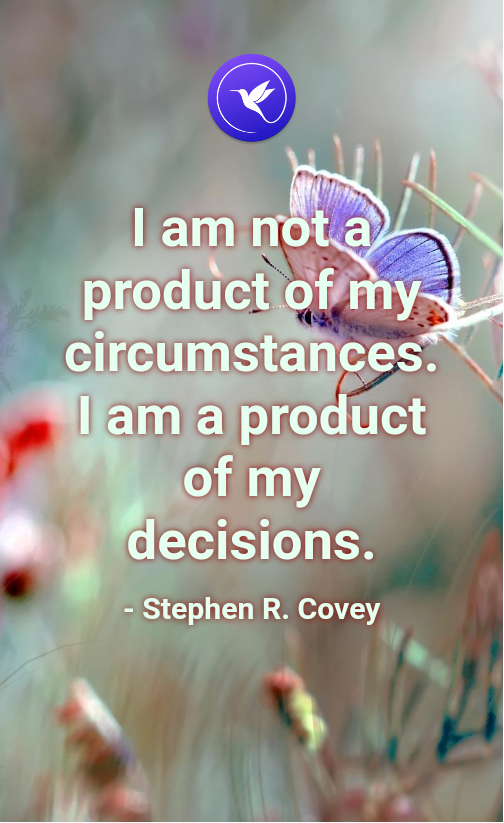 I am not a
product of my
circumstances.
I am a product
of my
decisions.
- Stephen R. Covey